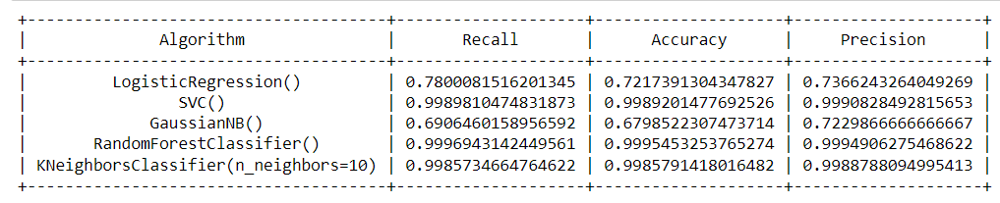 +-------------------------------------+--------------------+--------------------+--------------------+
| Algorithm | Recall | Accuracy | Precision |
+-------------------------------------+--------------------+--------------------+--------------------+
| LogisticRegression() | 0.7800081516201345 | 0.7217391304347827 | 0.7366243264049269 |
| SVC() | 0.9989810474831873 | 0.9989201477692526 | 0.9990828492815653 |
| GaussianNB() | 0.6906460158956592 | 0.6798522307473714 | 0.7229866666666667 |
| RandomForestClassifier() | 0.9996943142449561 | 0.9995453253765274 | 0.9994906275468622 |
| KNeighborsClassifier(n_neighbors=10) | 0.9985734664764622 | 0.9985791418016482 | 0.9988788094995413 |
+-------------------------------------+--------------------+--------------------+--------------------+